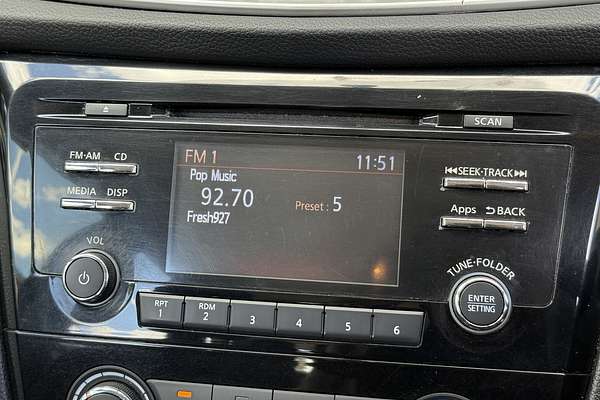 SCAN
FM·AM CD
MEDIA DISP
VOL
FM 1 11:51
Pop Music
92.70 Preset : 5
Fresh927
SEEK·TRACK
Apps BACK
TUNE·FOLDER
ENTER
SETTING
RPT RDM
1 2 3 4 5 6